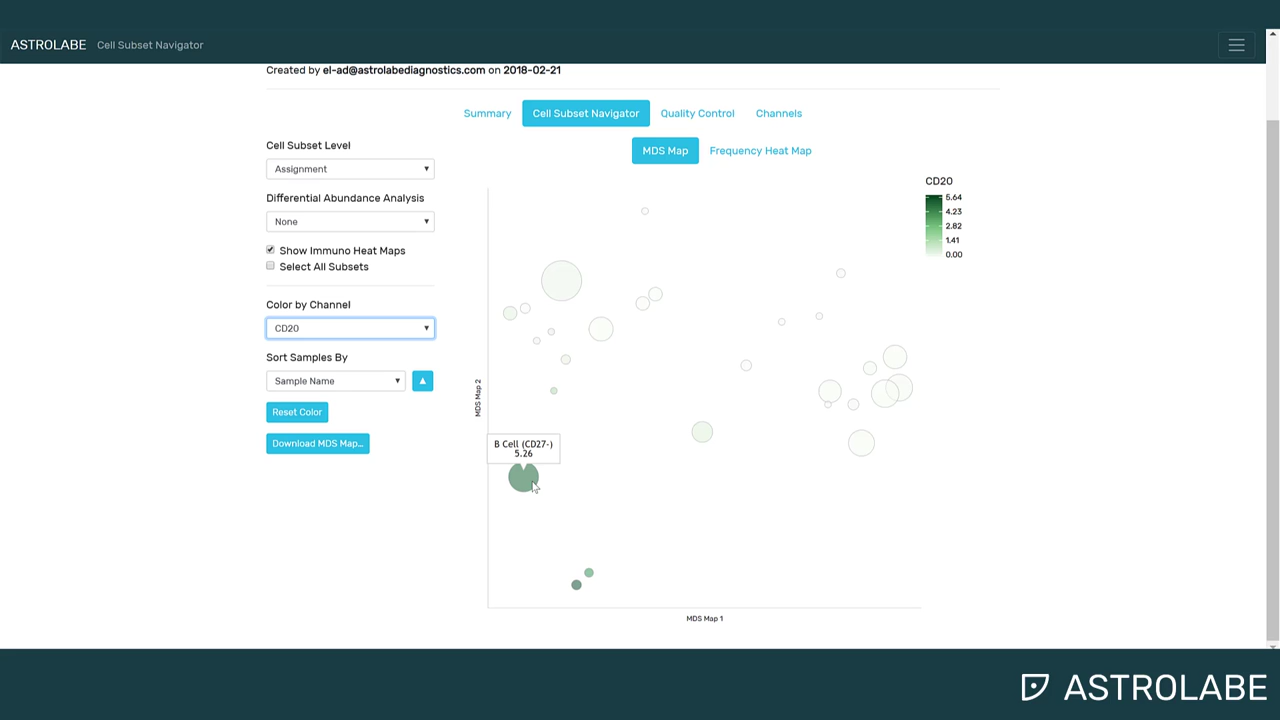 ASTROLABE Cell Subset Navigator
Created by el-ad@astrolabediagnostics.com on 2018-02-21
Summary Cell Subset Navigator Quality Control Channels
MDS Map Frequency Heat Map
Cell Subset Level
Assignment
Differential Abundance Analysis
None
Show Immuno Heat Maps
Select All Subsets
Color by Channel
CD20
Sort Samples By
Sample Name
Reset Color
Download MDS Map...
CD20
5.64
4.23
2.82
1.41
0.00
MDS Map 2
B Cell (CD27-)
5.26
MDS Map 1
ASTROLABE